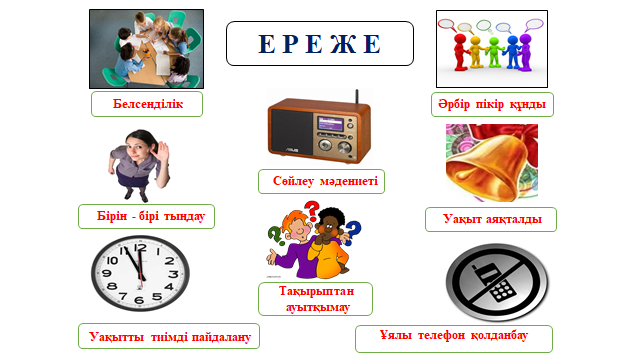 Е Р Е Ж Е
Белсенділік
Әрбір пікір құнды
Сөйлеу мәдениеті
Бірін - бірі тыңдау
Уақыт аяқталды
Тақырыптан
ауытқымау
Уақытты тиімді пайдалану
Ұялы телефон қолданбау